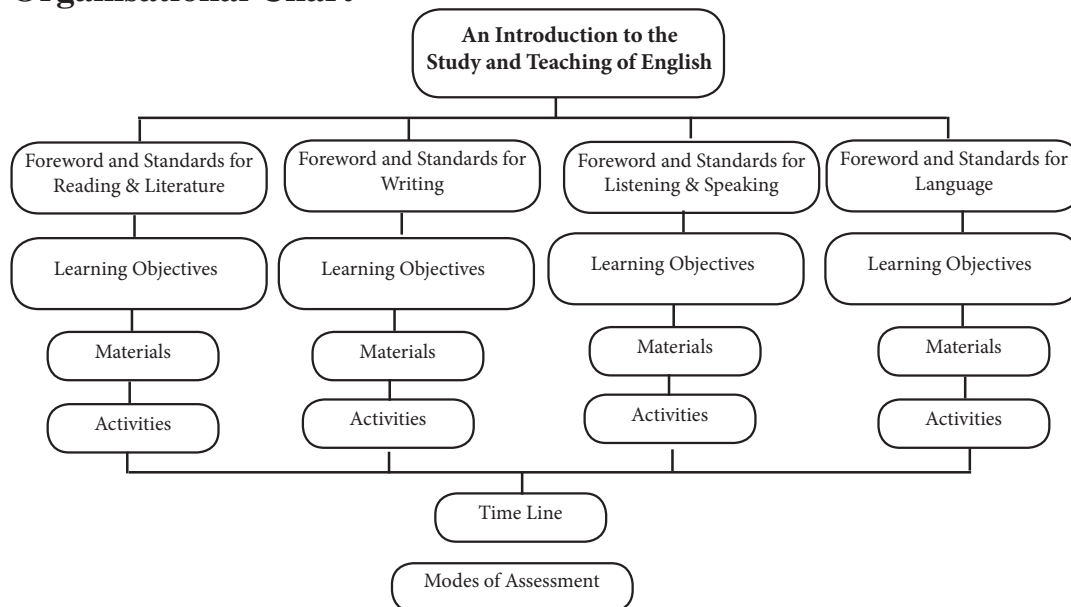 Organisational Chart
An Introduction to the
Study and Teaching of English
Foreword and Standards for
Reading & Literature
Foreword and Standards for
Writing
Foreword and Standards for
Listening & Speaking
Foreword and Standards for
Language
Learning Objectives
Learning Objectives
Learning Objectives
Learning Objectives
Materials
Materials
Materials
Materials
Activities
Activities
Activities
Activities
Time Line
Modes of Assessment